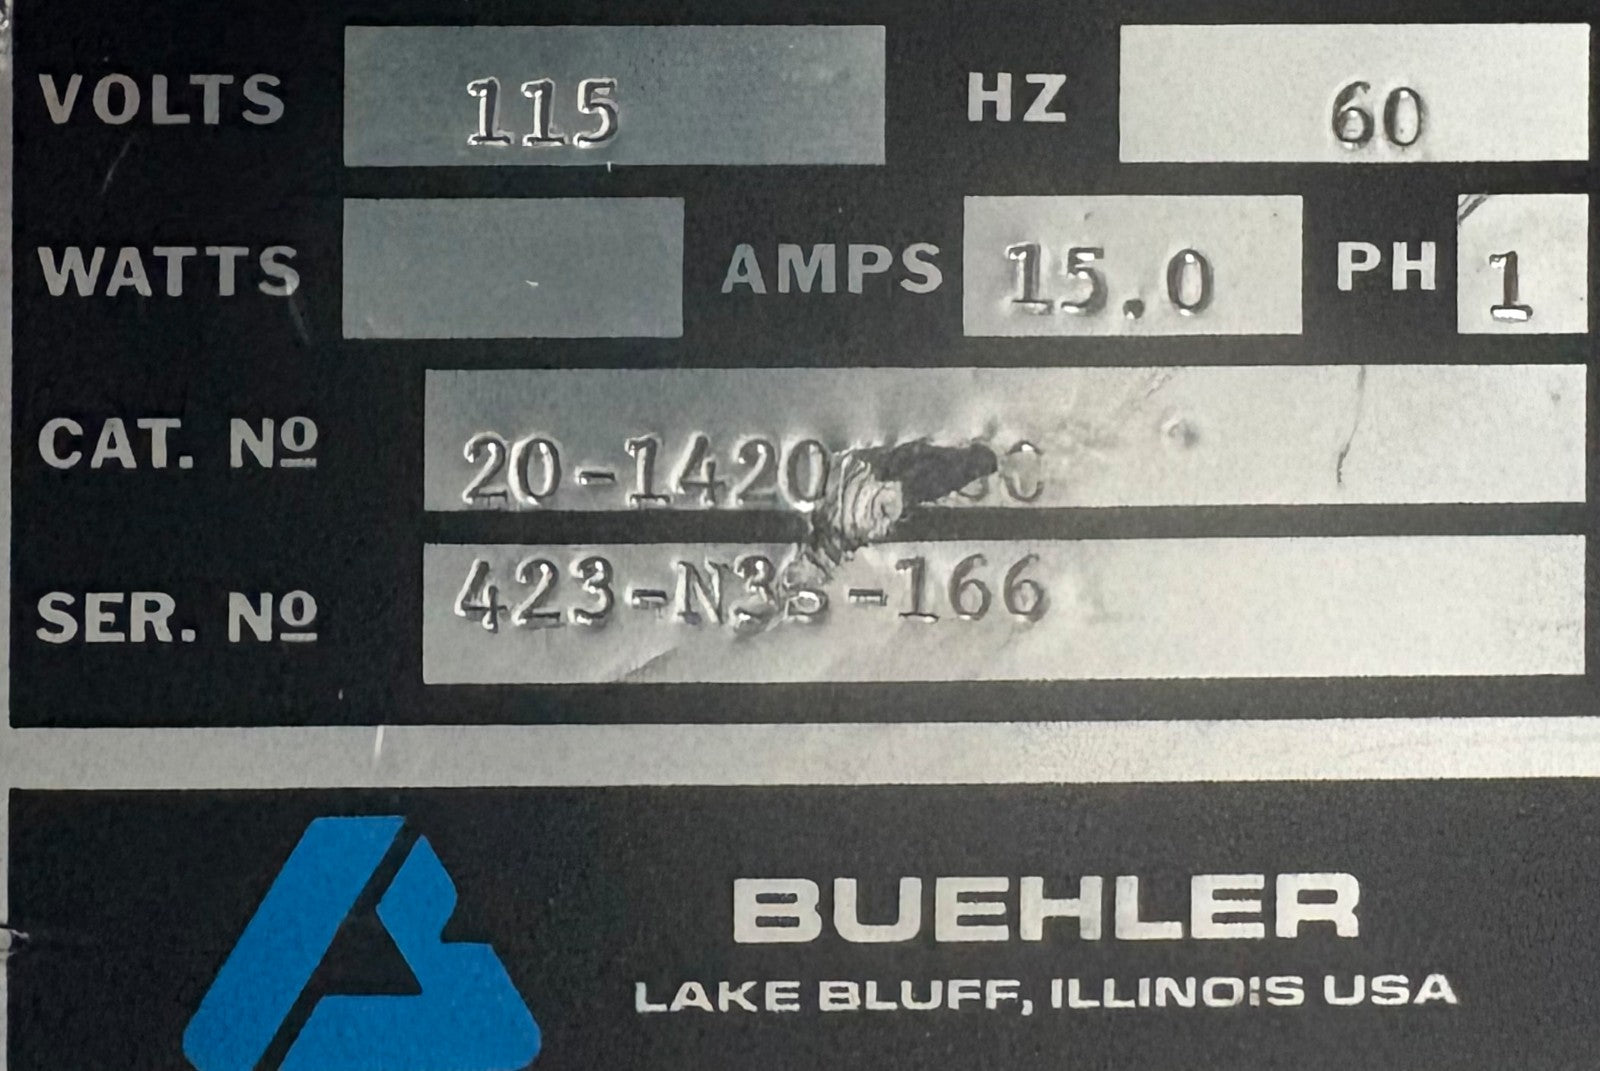 VOLTS 115 HZ 60
WATTS AMPS 15.0 PH 1
CAT. Nº 20-1420
SER. Nº -166
BUEHLER
LAKE BLUFF, ILLINOIS USA